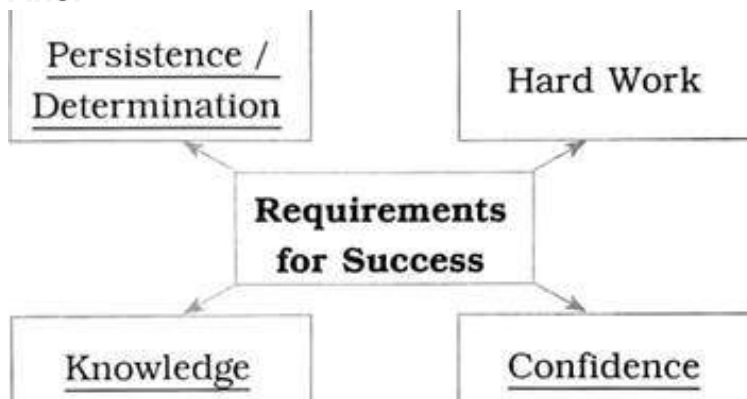 Persistence /
Determination
Hard Work
Requirements
for Success
Knowledge
Confidence